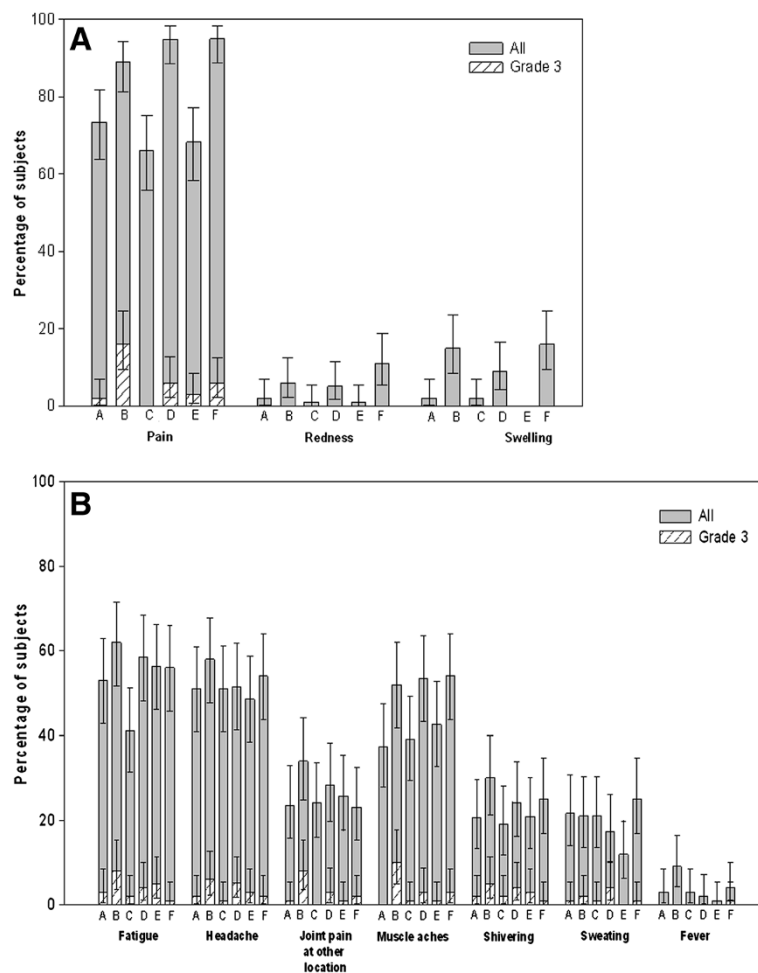 A
All
Grade 3
Percentage of subjects
100
80
60
40
20
0
A B C D E F A B C D E F A B C D E F
Pain Redness Swelling
B
All
Grade 3
Percentage of subjects
100
80
60
40
20
0
A B C D E F A B C D E F A B C D E F A B C D E F A B C D E F A B C D E F A B C D E F
Fatigue Headache Joint pain Muscle aches Shivering Sweating Fever
at other
location